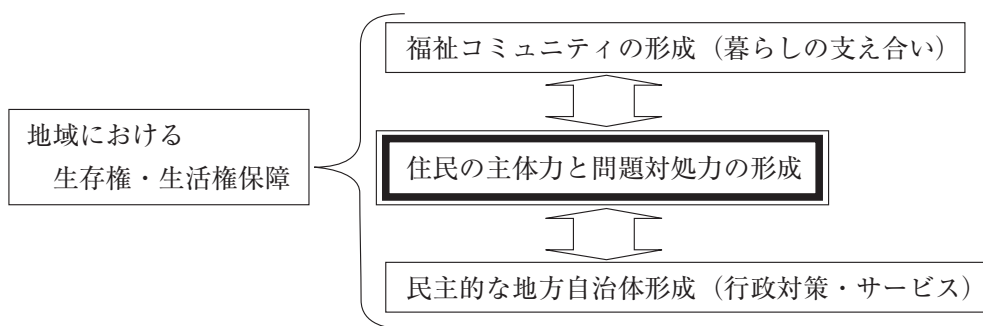 福祉コミュニティの形成（暮らしの支え合い）
地域における
生存権・生活権保障
住民の主体力と問題対処力の形成
民主的な地方自治体形成（行政対策・サービス）